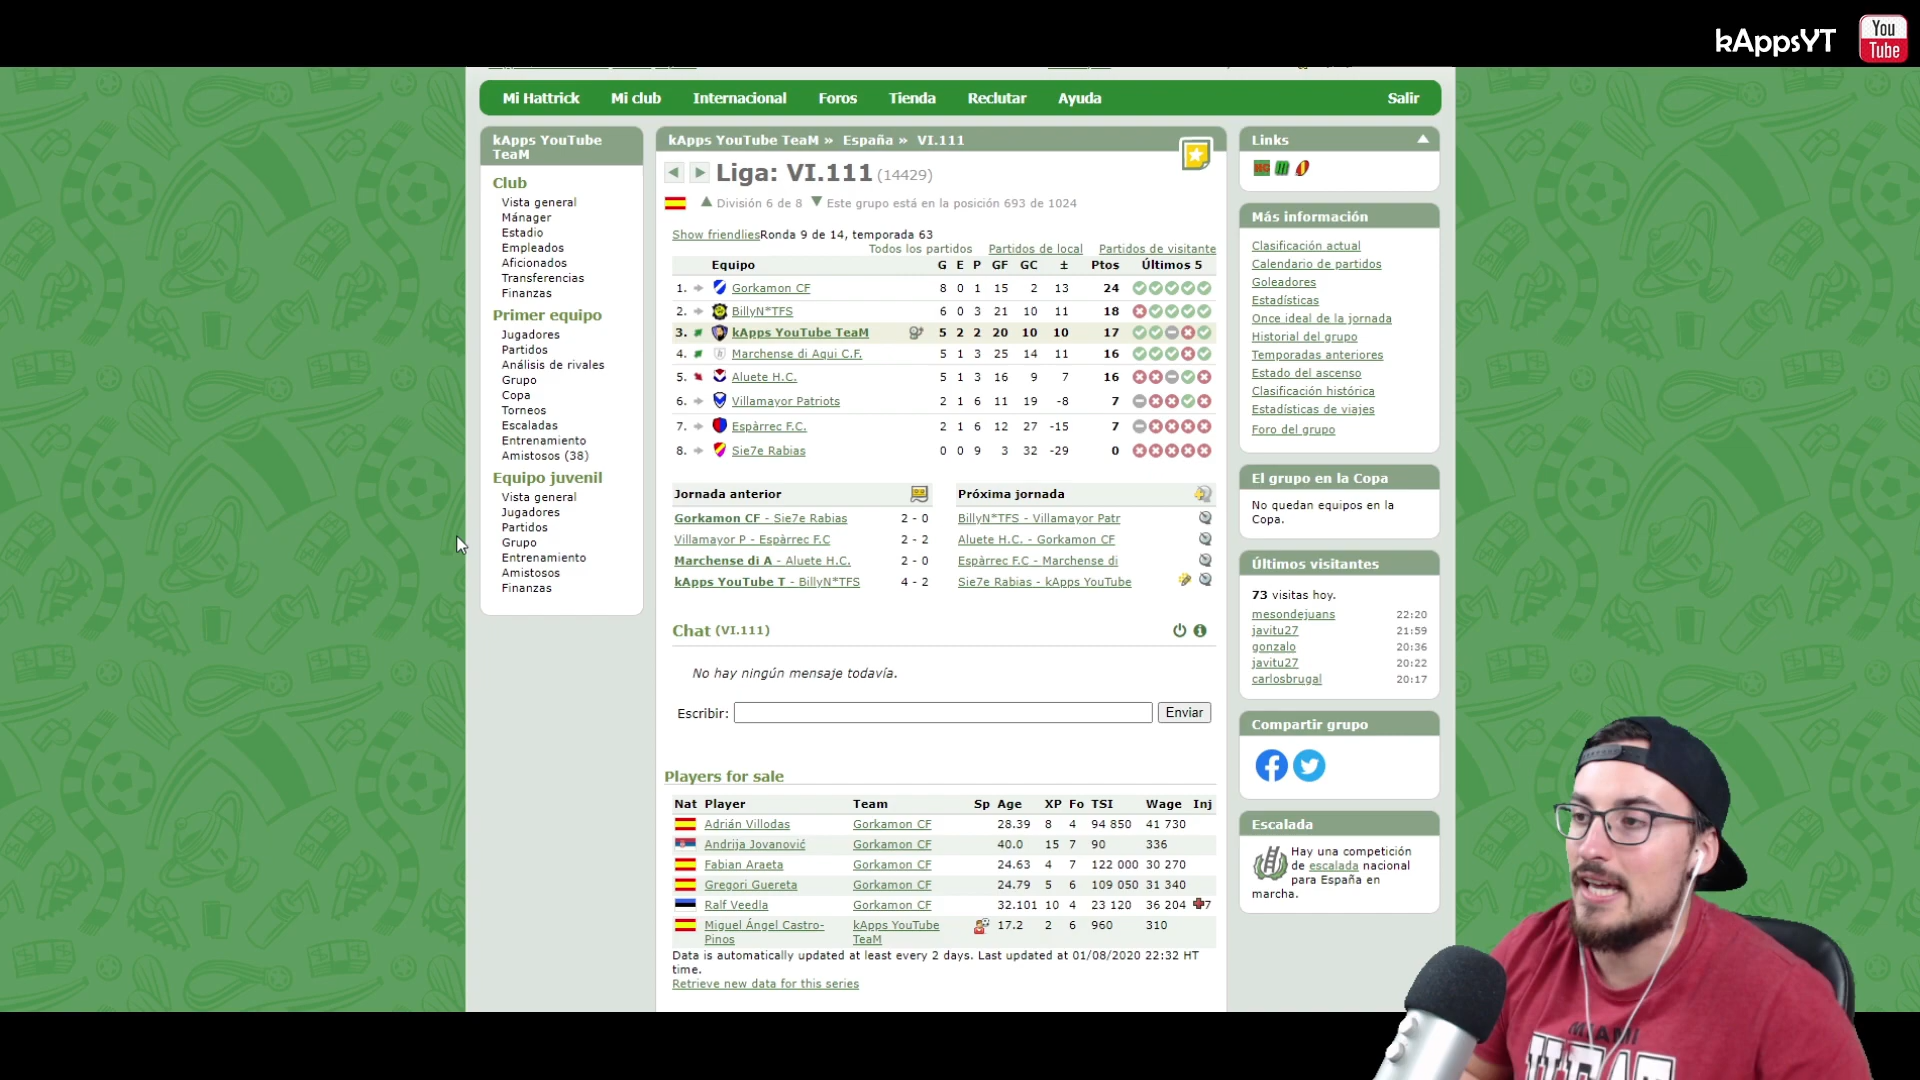 kAppsYT
You
Tube
Mi Hattrick Mi club Internacional Foros Tienda Reclutar Ayuda Salir
kApps YouTube
TeaM
Club
Vista general
Mánager
Estadio
Empleados
Aficionados
Transferencias
Finanzas
Primer equipo
Jugadores
Partidos
Análisis de rivales
Grupo
Copa
Torneos
Escaladas
Entrenamiento
Amistosos (38)
Equipo juvenil
Vista general
Jugadores
Partidos
Grupo
Entrenamiento
Amistosos
Finanzas
kApps YouTube TeaM » España » VI.111
Liga: VI.111 (14429)
División 6 de 8 Este grupo está en la posición 693 de 1024
Show friendlies Ronda 9 de 14, temporada 63
Todos los partidos Partidos de local Partidos de visitante
Equipo G E P GF GC ± Ptos Últimos 5
1. Gorkamon CF 8 0 1 15 2 13 24
2. BillyN*TFS 6 0 3 21 10 11 18
3. kApps YouTube TeaM 5 2 2 20 10 10 17
4. Marchense di Aqui C.F. 5 1 3 25 14 11 16
5. Aluete H.C. 5 1 3 16 9 7 16
6. Villamayor Patriots 2 1 6 11 19 -8 7
7. Espàrrec F.C. 2 1 6 12 27 -15 7
8. Sie7e Rabias 0 0 9 3 32 -29 0
Jornada anterior
Gorkamon CF - Sie7e Rabias 2 - 0
Villamayor P - Espàrrec F.C 2 - 2
Marchense di A - Aluete H.C. 2 - 0
kApps YouTube T - BillyN*TFS 4 - 2
Próxima jornada
BillyN*TFS - Villamayor Patr
Aluete H.C. - Gorkamon CF
Espàrrec F.C - Marchense di
Sie7e Rabias - kApps YouTube
Chat (VI.111)
No hay ningún mensaje todavía.
Escribir: Enviar
Players for sale
Nat Player Team Sp Age XP Fo TSI Wage Inj
Adrián Villodas Gorkamon CF 28.39 8 4 94 850 41 730
Andrija Jovanović Gorkamon CF 40.0 15 7 90 336
Fabian Araeta Gorkamon CF 24.63 4 7 122 000 30 270
Gregori Guereta Gorkamon CF 24.79 5 6 109 050 31 340
Ralf Veedla Gorkamon CF 32.101 10 4 23 120 36 204 7
Miguel Ángel Castro- kApps YouTube 17.2 2 6 960 310
Pinos TeaM
Data is automatically updated at least every 2 days. Last updated at 01/08/2020 22:32 HT
time.
Retrieve new data for this series
Links
Más información
Clasificación actual
Calendario de partidos
Goleadores
Estadísticas
Once ideal de la jornada
Historial del grupo
Temporadas anteriores
Estado del ascenso
Clasificación histórica
Estadísticas de viajes
Foro del grupo
El grupo en la Copa
No quedan equipos en la
Copa.
Últimos visitantes
73 visitas hoy.
mesondejuans 22:20
javitu27 21:59
gonzalo 20:36
javitu27 20:22
carlosbrugal 20:17
Compartir grupo
Escalada
Hay una competición
de escalada nacional
para España en
marcha.
MIAMI